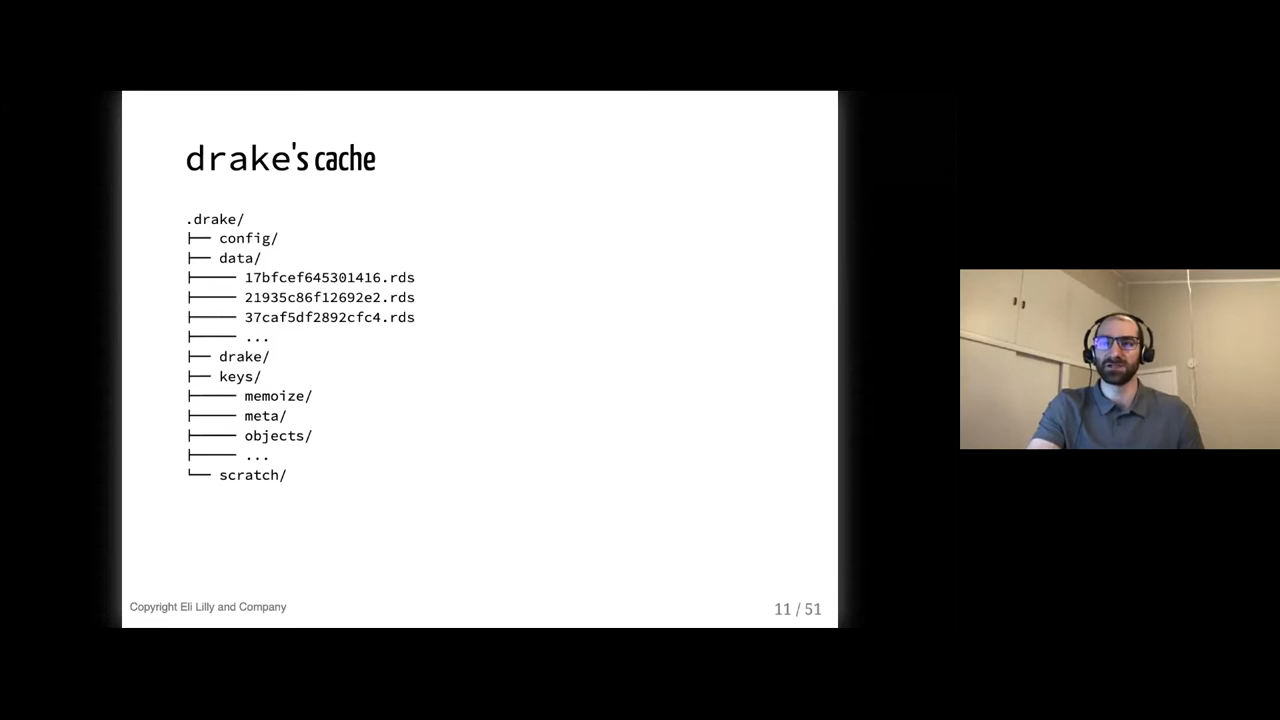 drake's cache
.drake/
├── config/
├── data/
├───── 17bfcef645301416.rds
├───── 21935c86f12692e2.rds
├───── 37caf5df2892cfc4.rds
├───── ...
├── drake/
├── keys/
├───── memoize/
├───── meta/
├───── objects/
├───── ...
└── scratch/
Copyright Eli Lilly and Company
11 / 51